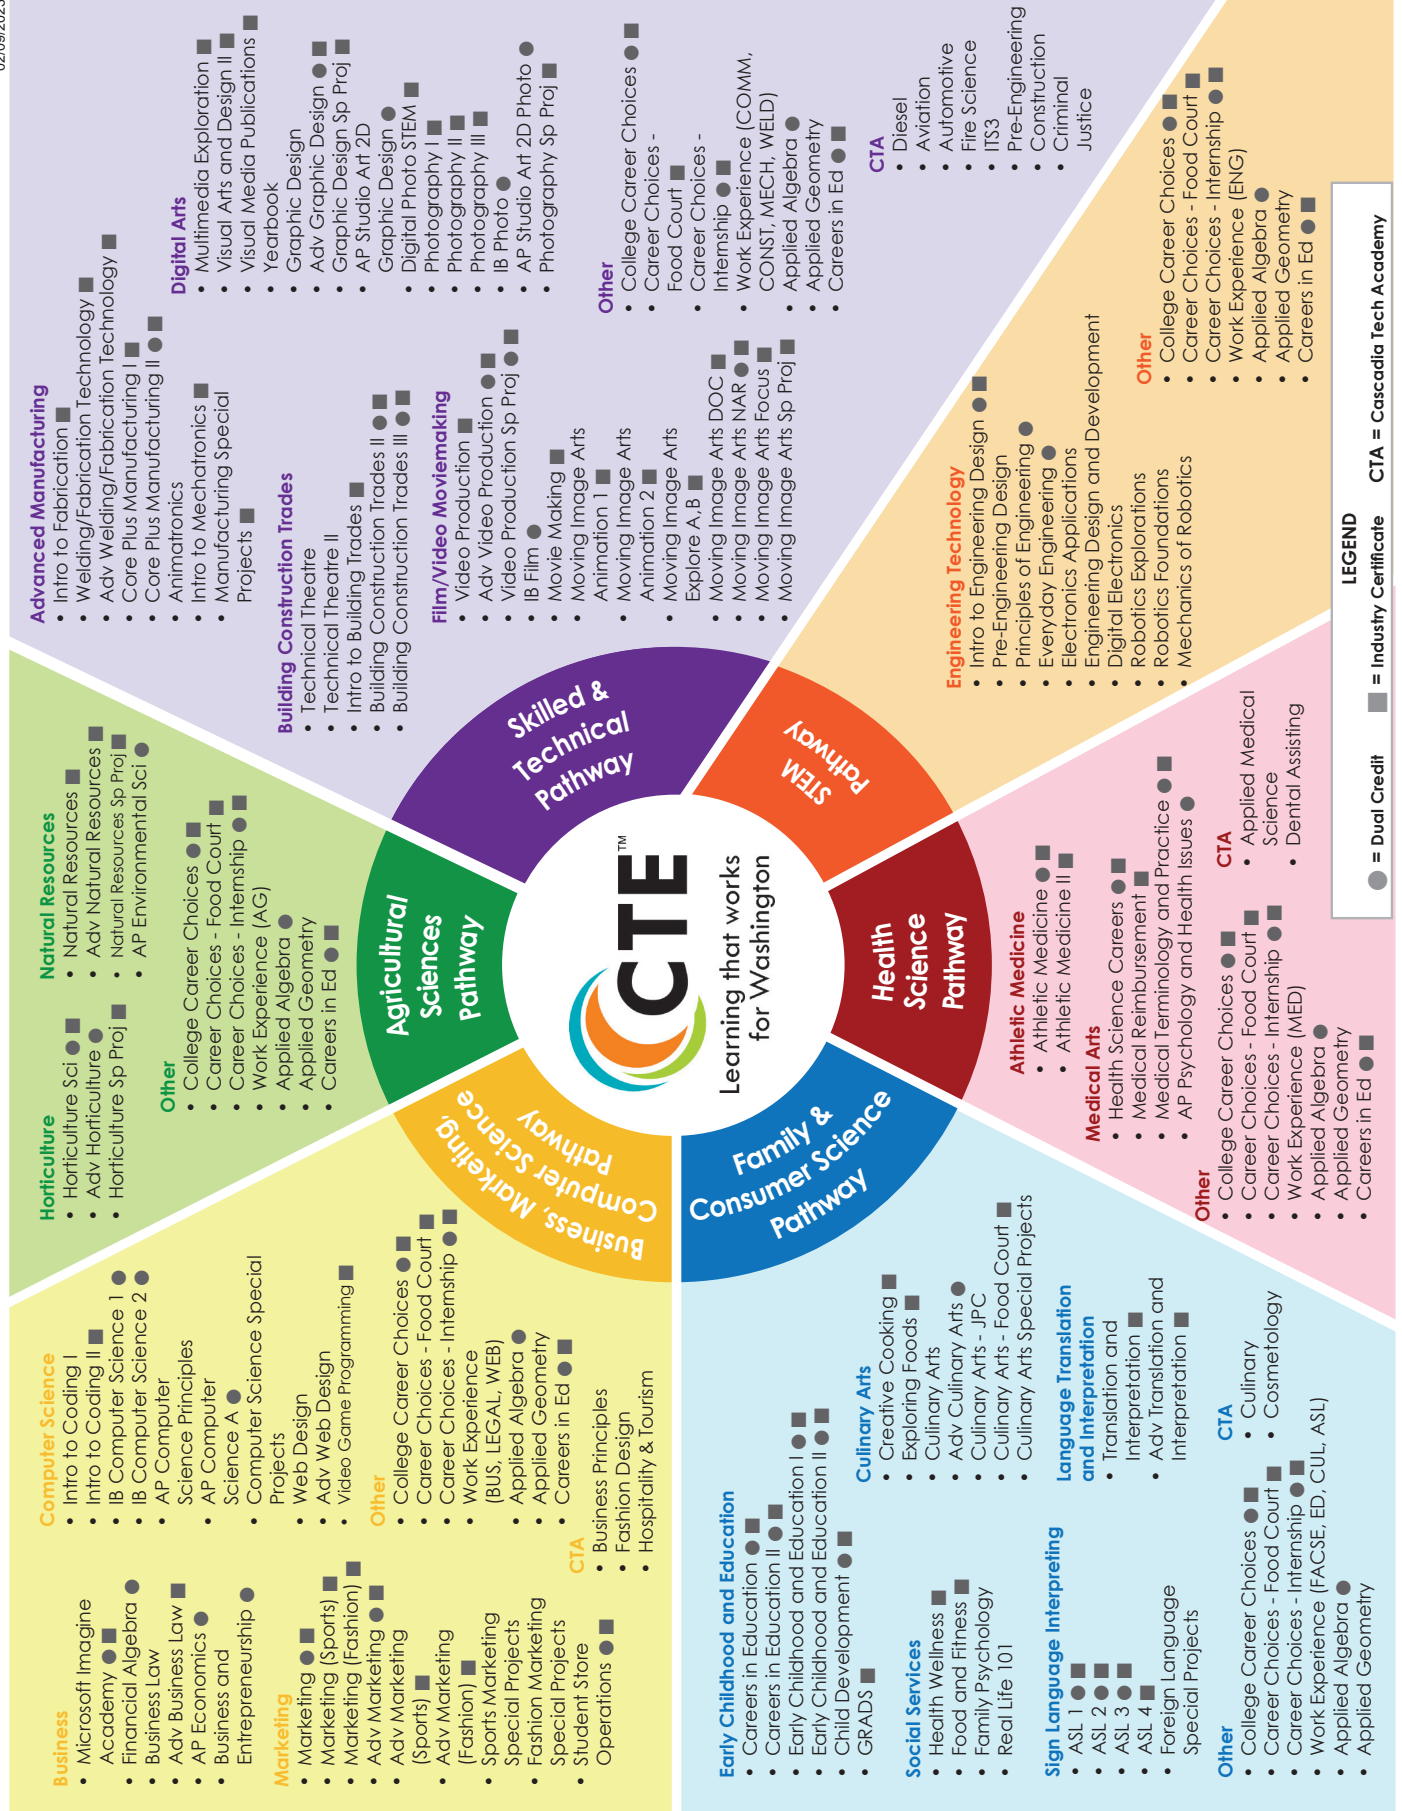 02/09/2023
Business
• Microsoft Imagine
Academy ● ■
• Financial Algebra ●
• Business Law
• Adv Business Law ■
• AP Economics ●
• Business and
Entrepreneurship ●
Marketing
• Marketing ● ■
• Marketing (Sports) ■
• Marketing (Fashion) ■
• Adv Marketing ● ■
• Adv Marketing
(Sports) ■
• Adv Marketing
(Fashion) ■
• Sports Marketing
Special Projects
• Fashion Marketing
Special Projects
• Student Store
Operations ● ■
Computer Science
• Intro to Coding I
• Intro to Coding II ■
• IB Computer Science 1 ●
• IB Computer Science 2 ●
• AP Computer
Science Principles
• AP Computer
Science A ●
• Computer Science Special
Projects
• Web Design
• Adv Web Design
• Video Game Programming ■
Other
• College Career Choices ● ■
• Career Choices - Food Court ■
• Career Choices - Internship ● ■
• Work Experience
(BUS, LEGAL, WEB)
• Applied Algebra ●
• Applied Geometry
• Careers in Ed ● ■
CTA
• Business Principles
• Fashion Design
• Hospitality & Tourism
Business, Marketing,
Computer Science
Pathway
Horticulture
• Horticulture Sci ● ■
• Adv Horticulture ●
• Horticulture Sp Proj ■
Natural Resources
• Natural Resources ■
• Adv Natural Resources ■
• Natural Resources Sp Proj ■
• AP Environmental Sci ●
Other
• College Career Choices ● ■
• Career Choices - Food Court ■
• Career Choices - Internship ● ■
• Work Experience (AG)
• Applied Algebra ●
• Applied Geometry
• Careers in Ed ● ■
Agricultural
Sciences
Pathway
Advanced Manufacturing
• Intro to Fabrication ■
• Welding/Fabrication Technology ■
• Adv Welding/Fabrication Technology ■
• Core Plus Manufacturing I ■
• Core Plus Manufacturing II ● ■
• Animatronics
• Intro to Mechatronics ■
• Manufacturing Special
Projects ■
Building Construction Trades
• Technical Theatre
• Technical Theatre II
• Intro to Building Trades ■
• Building Construction Trades II ● ■
• Building Construction Trades III ● ■
Film/Video Moviemaking
• Video Production ■
• Adv Video Production ● ■
• Video Production Sp Proj ● ■
• IB Film ●
• Movie Making ■
• Moving Image Arts
Animation 1 ■
• Moving Image Arts
Animation 2 ■
• Moving Image Arts
Explore A,B ■
• Moving Image Arts DOC ■
• Moving Image Arts NAR ● ■
• Moving Image Arts Focus ■
• Moving Image Arts Sp Proj ■
Digital Arts
• Multimedia Exploration ■
• Visual Arts and Design II ■
• Visual Media Publications ■
• Yearbook
• Graphic Design
• Adv Graphic Design ● ■
• Graphic Design Sp Proj ■
• AP Studio Art 2D
Graphic Design ●
• Digital Photo STEM ■
• Photography I ■
• Photography II ■
• Photography III ■
• IB Photo ●
• AP Studio Art 2D Photo ●
• Photography Sp Proj ■
Other
• College Career Choices ● ■
• Career Choices -
Food Court ■
• Career Choices -
Internship ● ■
• Work Experience (COMM,
CONST, MECH, WELD)
• Applied Algebra ●
• Applied Geometry
• Careers in Ed ● ■
CTA
• Diesel
• Aviation
• Automotive
• Fire Science
• ITS3
• Pre-Engineering
• Construction
• Criminal
Justice
Skilled &
Technical
Pathway
CTE™
Learning that works
for Washington
Family &
Consumer Science
Pathway
Early Childhood and Education
• Careers in Education ● ■
• Careers in Education II ● ■
• Early Childhood and Education I ● ■
• Early Childhood and Education II ● ■
• Child Development ● ■
• GRADS ■
Social Services
• Health Wellness ■
• Food and Fitness ■
• Family Psychology
• Real Life 101
Sign Language Interpreting
• ASL 1 ● ■
• ASL 2 ● ■
• ASL 3 ● ■
• ASL 4 ■
• Foreign Language
Special Projects
Other
• College Career Choices ● ■
• Career Choices - Food Court ■
• Career Choices - Internship ● ■
• Work Experience (FACSE, ED, CUL, ASL)
• Applied Algebra ●
• Applied Geometry
Culinary Arts
• Creative Cooking ■
• Exploring Foods ■
• Culinary Arts
• Adv Culinary Arts ●
• Culinary Arts - JPC
• Culinary Arts - Food Court ■
• Culinary Arts Special Projects
Language Translation
and Interpretation
• Translation and
Interpretation ■
• Adv Translation and
Interpretation ■
CTA
• Culinary
• Cosmetology
Health
Science
Pathway
Athletic Medicine
• Athletic Medicine ● ■
• Athletic Medicine II ■
Medical Arts
• Health Science Careers ● ■
• Medical Reimbursement ■
• Medical Terminology and Practice ● ■
• AP Psychology and Health Issues ●
Other
• College Career Choices ● ■
• Career Choices - Food Court ■
• Career Choices - Internship ● ■
• Work Experience (MED)
• Applied Algebra ●
• Applied Geometry
• Careers in Ed ● ■
CTA
• Applied Medical
Science
• Dental Assisting
STEM
Pathway
Engineering Technology
• Intro to Engineering Design ● ■
• Pre-Engineering Design
• Principles of Engineering ●
• Everyday Engineering ●
• Electronics Applications
• Engineering Design and Development
• Digital Electronics
• Robotics Explorations
• Robotics Foundations
• Mechanics of Robotics
Other
• College Career Choices ● ■
• Career Choices - Food Court ■
• Career Choices - Internship ● ■
• Work Experience (ENG)
• Applied Algebra ●
• Applied Geometry
• Careers in Ed ● ■
LEGEND
● = Dual Credit ■ = Industry Certificate CTA = Cascadia Tech Academy